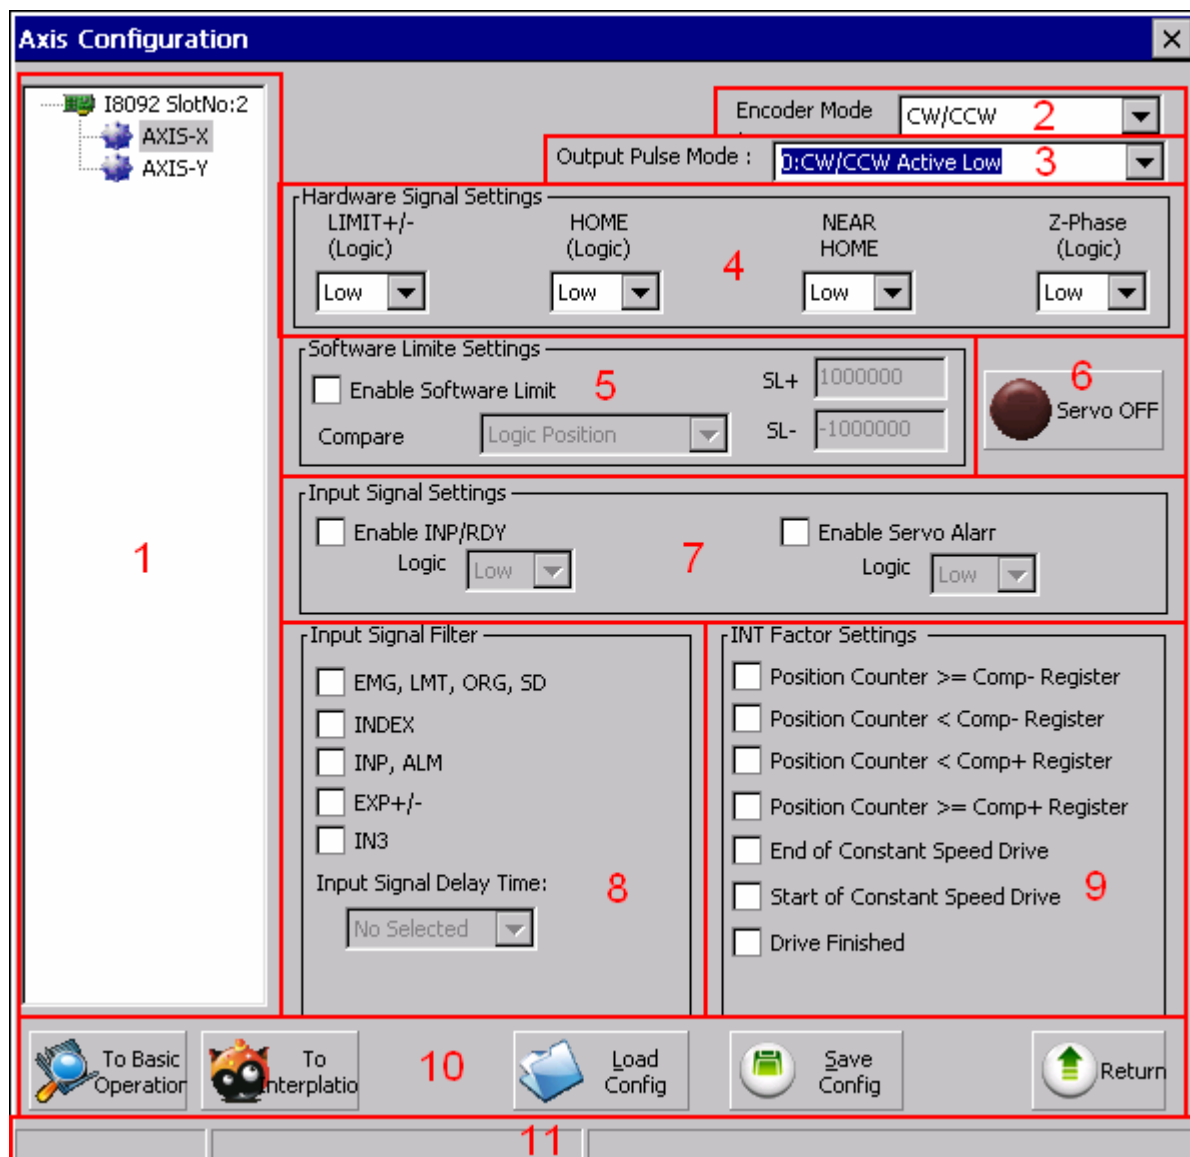 Axis Configuration
I8092 SlotNo:2
AXIS-X
AXIS-Y
1
Encoder Mode
CW/CCW
2
Output Pulse Mode :
0:CW/CCW Active Low
3
Hardware Signal Settings
LIMIT+/-
(Logic)
Low
HOME
(Logic)
Low
4
NEAR
HOME
Low
Z-Phase
(Logic)
Low
Software Limite Settings
Enable Software Limit
5
Compare
Logic Position
SL+
1000000
SL-
-1000000
6
Servo OFF
Input Signal Settings
Enable INP/RDY
Logic
Low
7
Enable Servo Alarr
Logic
Low
Input Signal Filter
EMG, LMT, ORG, SD
INDEX
INP, ALM
EXP+/-
IN3
Input Signal Delay Time:
No Selected
8
INT Factor Settings
Position Counter >= Comp- Register
Position Counter < Comp- Register
Position Counter < Comp+ Register
Position Counter >= Comp+ Register
End of Constant Speed Drive
Start of Constant Speed Drive
Drive Finished
9
To Basic
Operation
To
Interplatio
10
Load
Config
Save
Config
Return
11